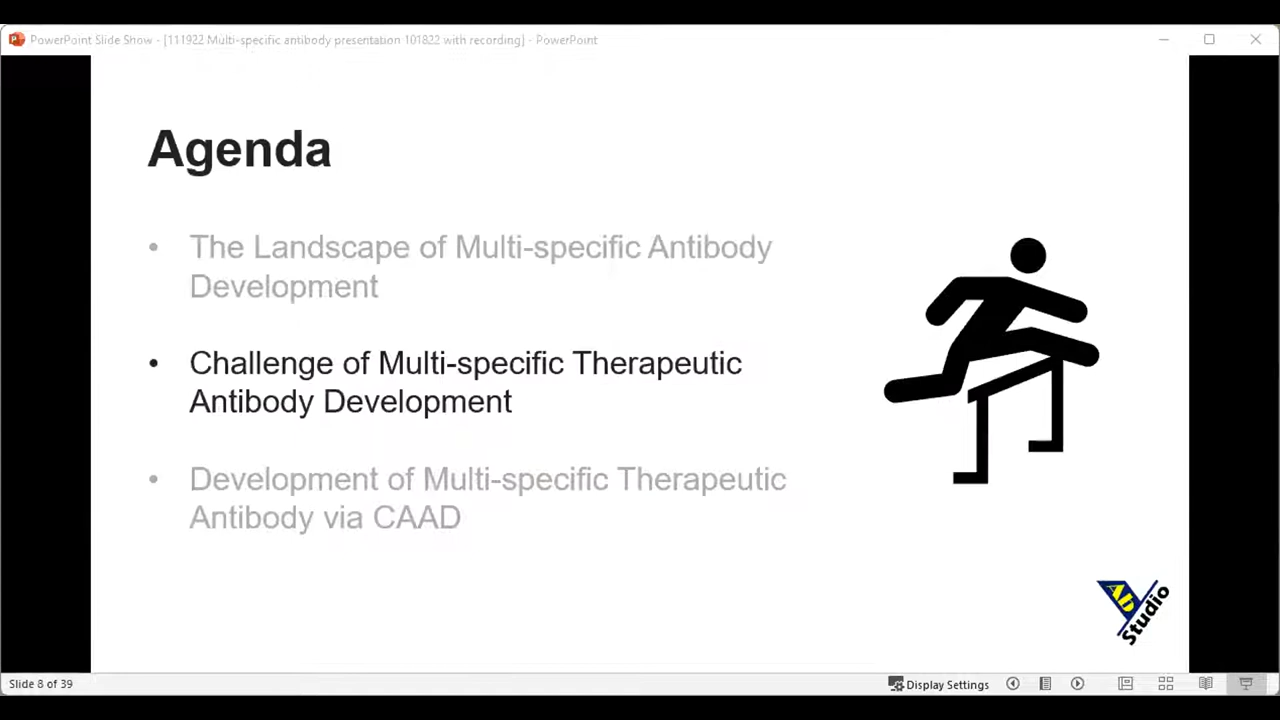 PowerPoint Slide Show - [111922 Multi-specific antibody presentation 101822 with recording] - PowerPoint
Agenda
• The Landscape of Multi-specific Antibody
Development
• Challenge of Multi-specific Therapeutic
Antibody Development
• Development of Multi-specific Therapeutic
Antibody via CAAD
Ab Studio
Slide 8 of 39
Display Settings